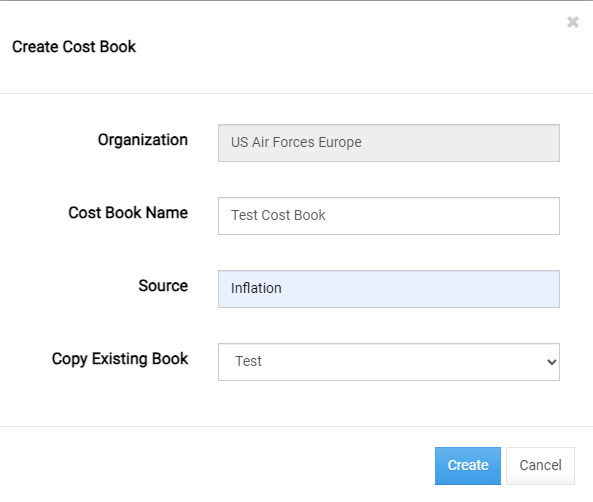 Create Cost Book
Organization US Air Forces Europe
Cost Book Name Test Cost Book
Source Inflation
Copy Existing Book Test
Create Cancel